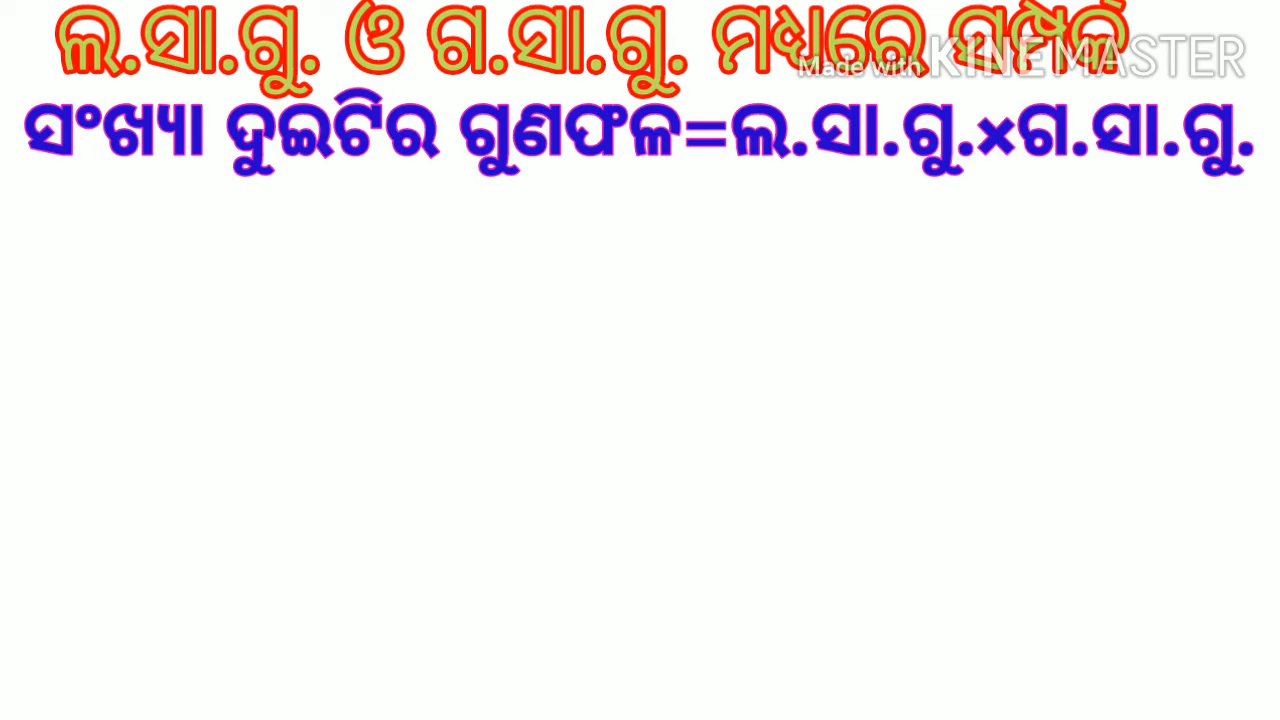 ଲ.ସା.ଗୁ. ଓ ଗ.ସା.ଗୁ. ମଧ୍ୟରେ ସମ୍ପର୍କ
Made with KINEMASTER
ସଂଖ୍ୟା ଦୁଇଟିର ଗୁଣଫଳ=ଲ.ସା.ଗୁ.×ଗ.ସା.ଗୁ.